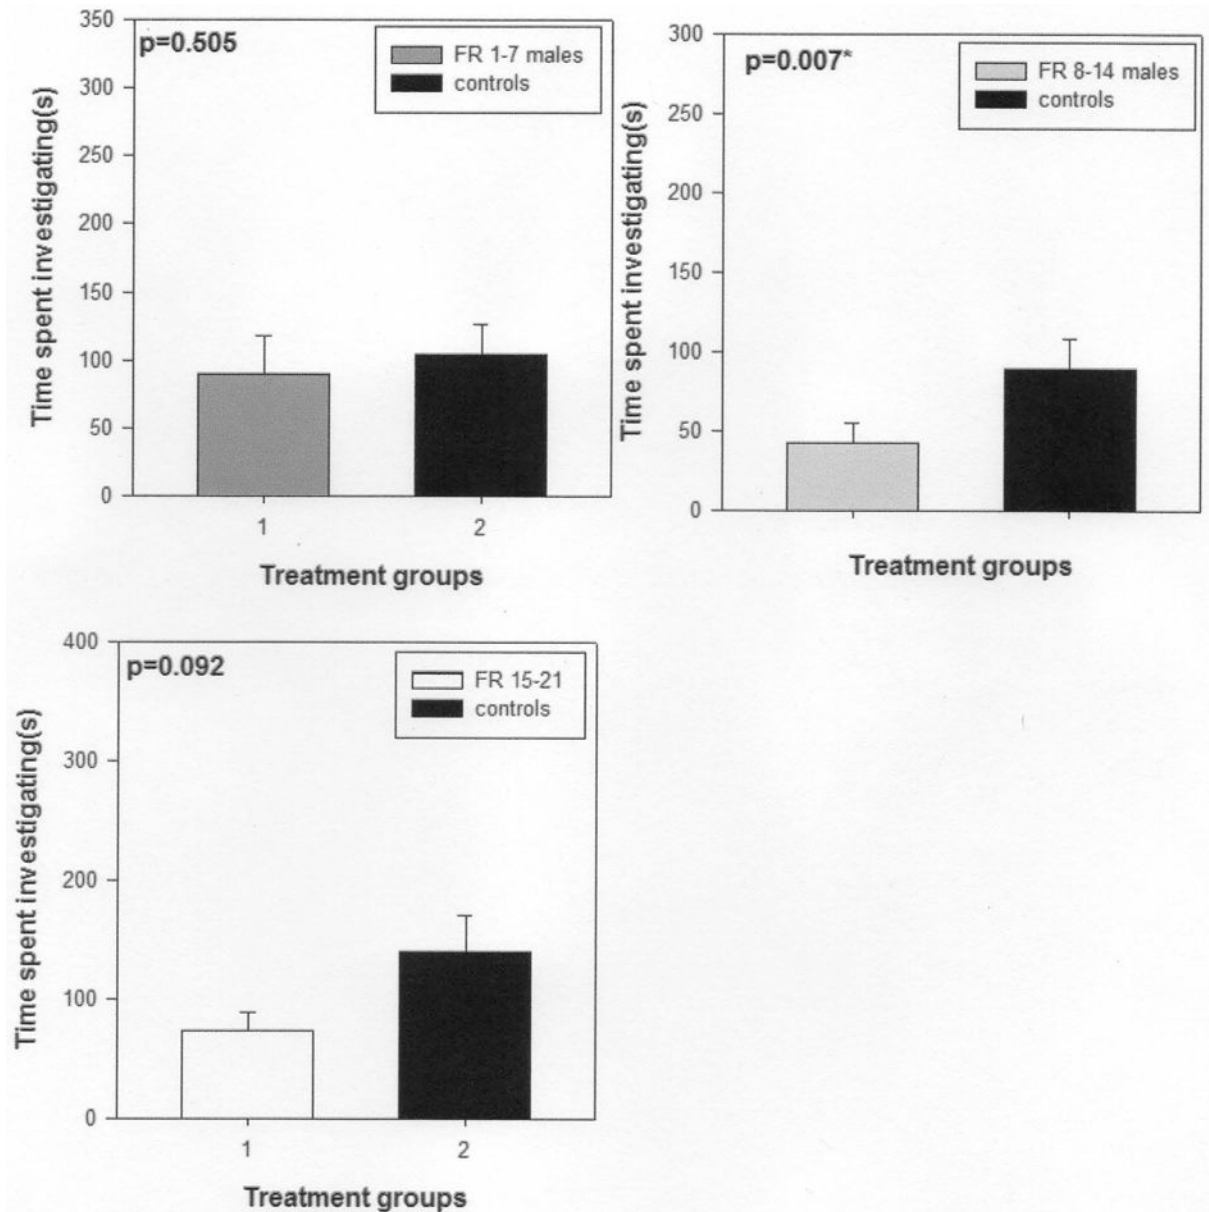 p=0.505
FR 1-7 males
controls
Time spent investigating(s)
350
300
250
200
150
100
50
0
1
2
Treatment groups
p=0.007*
FR 8-14 males
controls
Time spent investigating(s)
300
250
200
150
100
50
0
Treatment groups
p=0.092
FR 15-21
controls
Time spent investigating(s)
400
300
200
100
0
1
2
Treatment groups